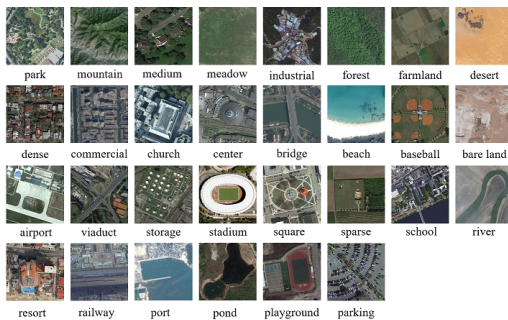 park mountain medium meadow industrial forest farmland desert
dense commercial church center bridge beach baseball bare land
airport viaduct storage stadium square sparse school river
resort railway port pond playground parking